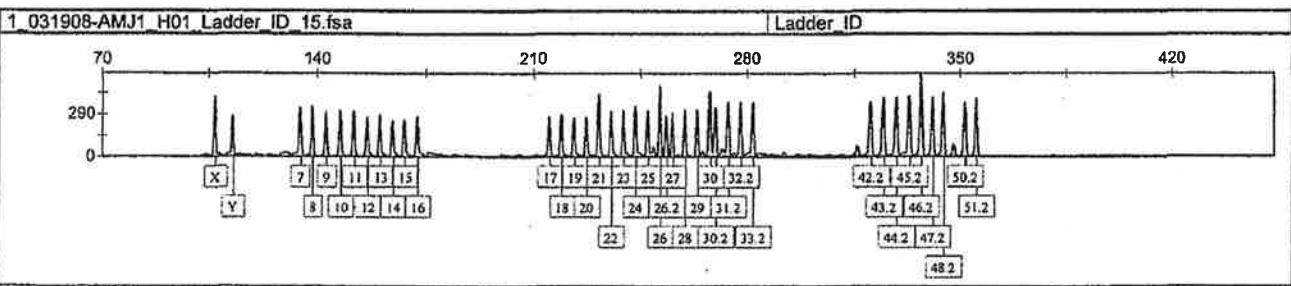 1_031908-AMJ1_H01_Ladder_ID_15.fsa Ladder_ID
70 140 210 280 350 420
290
0
X 7 9 11 13 15 17 19 21 23 25 27 30 32.2 42.2 45.2 50.2
Y 8 10 12 14 16 18 20 24 26.2 29 31.2 43.2 46.2 51.2
22 26 28 30.2 33.2 44.2 47.2
48.2